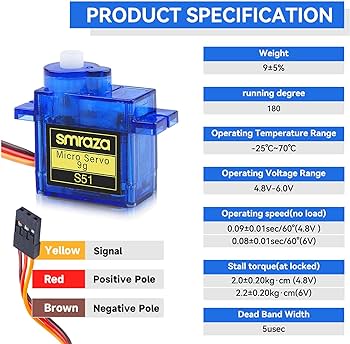 PRODUCT SPECIFICATION
smraza
Micro Servo
9g
S51
Yellow Signal
Red Positive Pole
Brown Negative Pole
Weight
9±5%
running degree
180
Operating Temperature Range
-25℃~70℃
Operating Voltage Range
4.8V-6.0V
Operating speed(no load)
0.09±0.01sec/60°(4.8V )
0.08±0.01sec/60°(6V)
Stall torque(at locked)
2.0±0.20kg·cm (4.8V)
2.2±0.20kg·cm(6V)
Dead Band Width
5usec